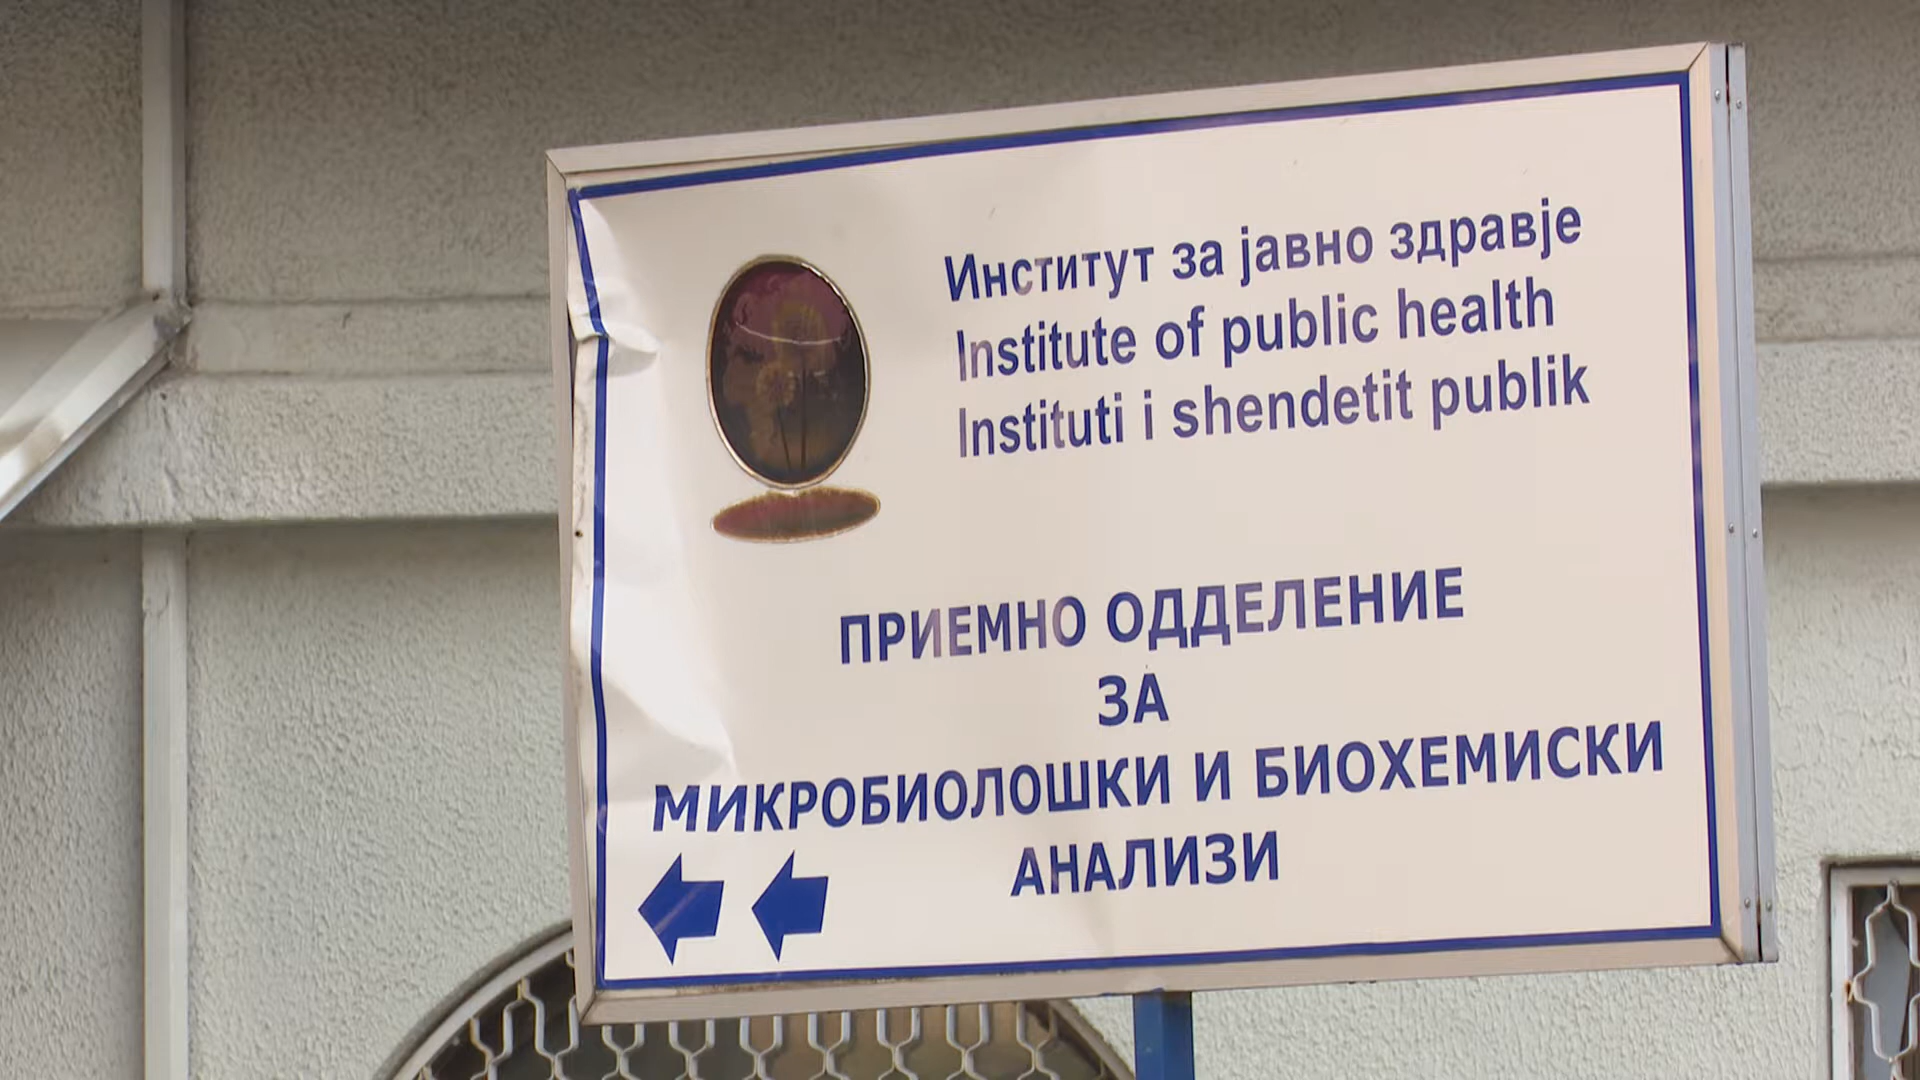 Институт за јавно здравје
Institute of public health
Instituti i shendetit publik
ПРИЕМНО ОДДЕЛЕНИЕ
ЗА
МИКРОБИОЛОШКИ И БИОХЕМИСКИ
АНАЛИЗИ